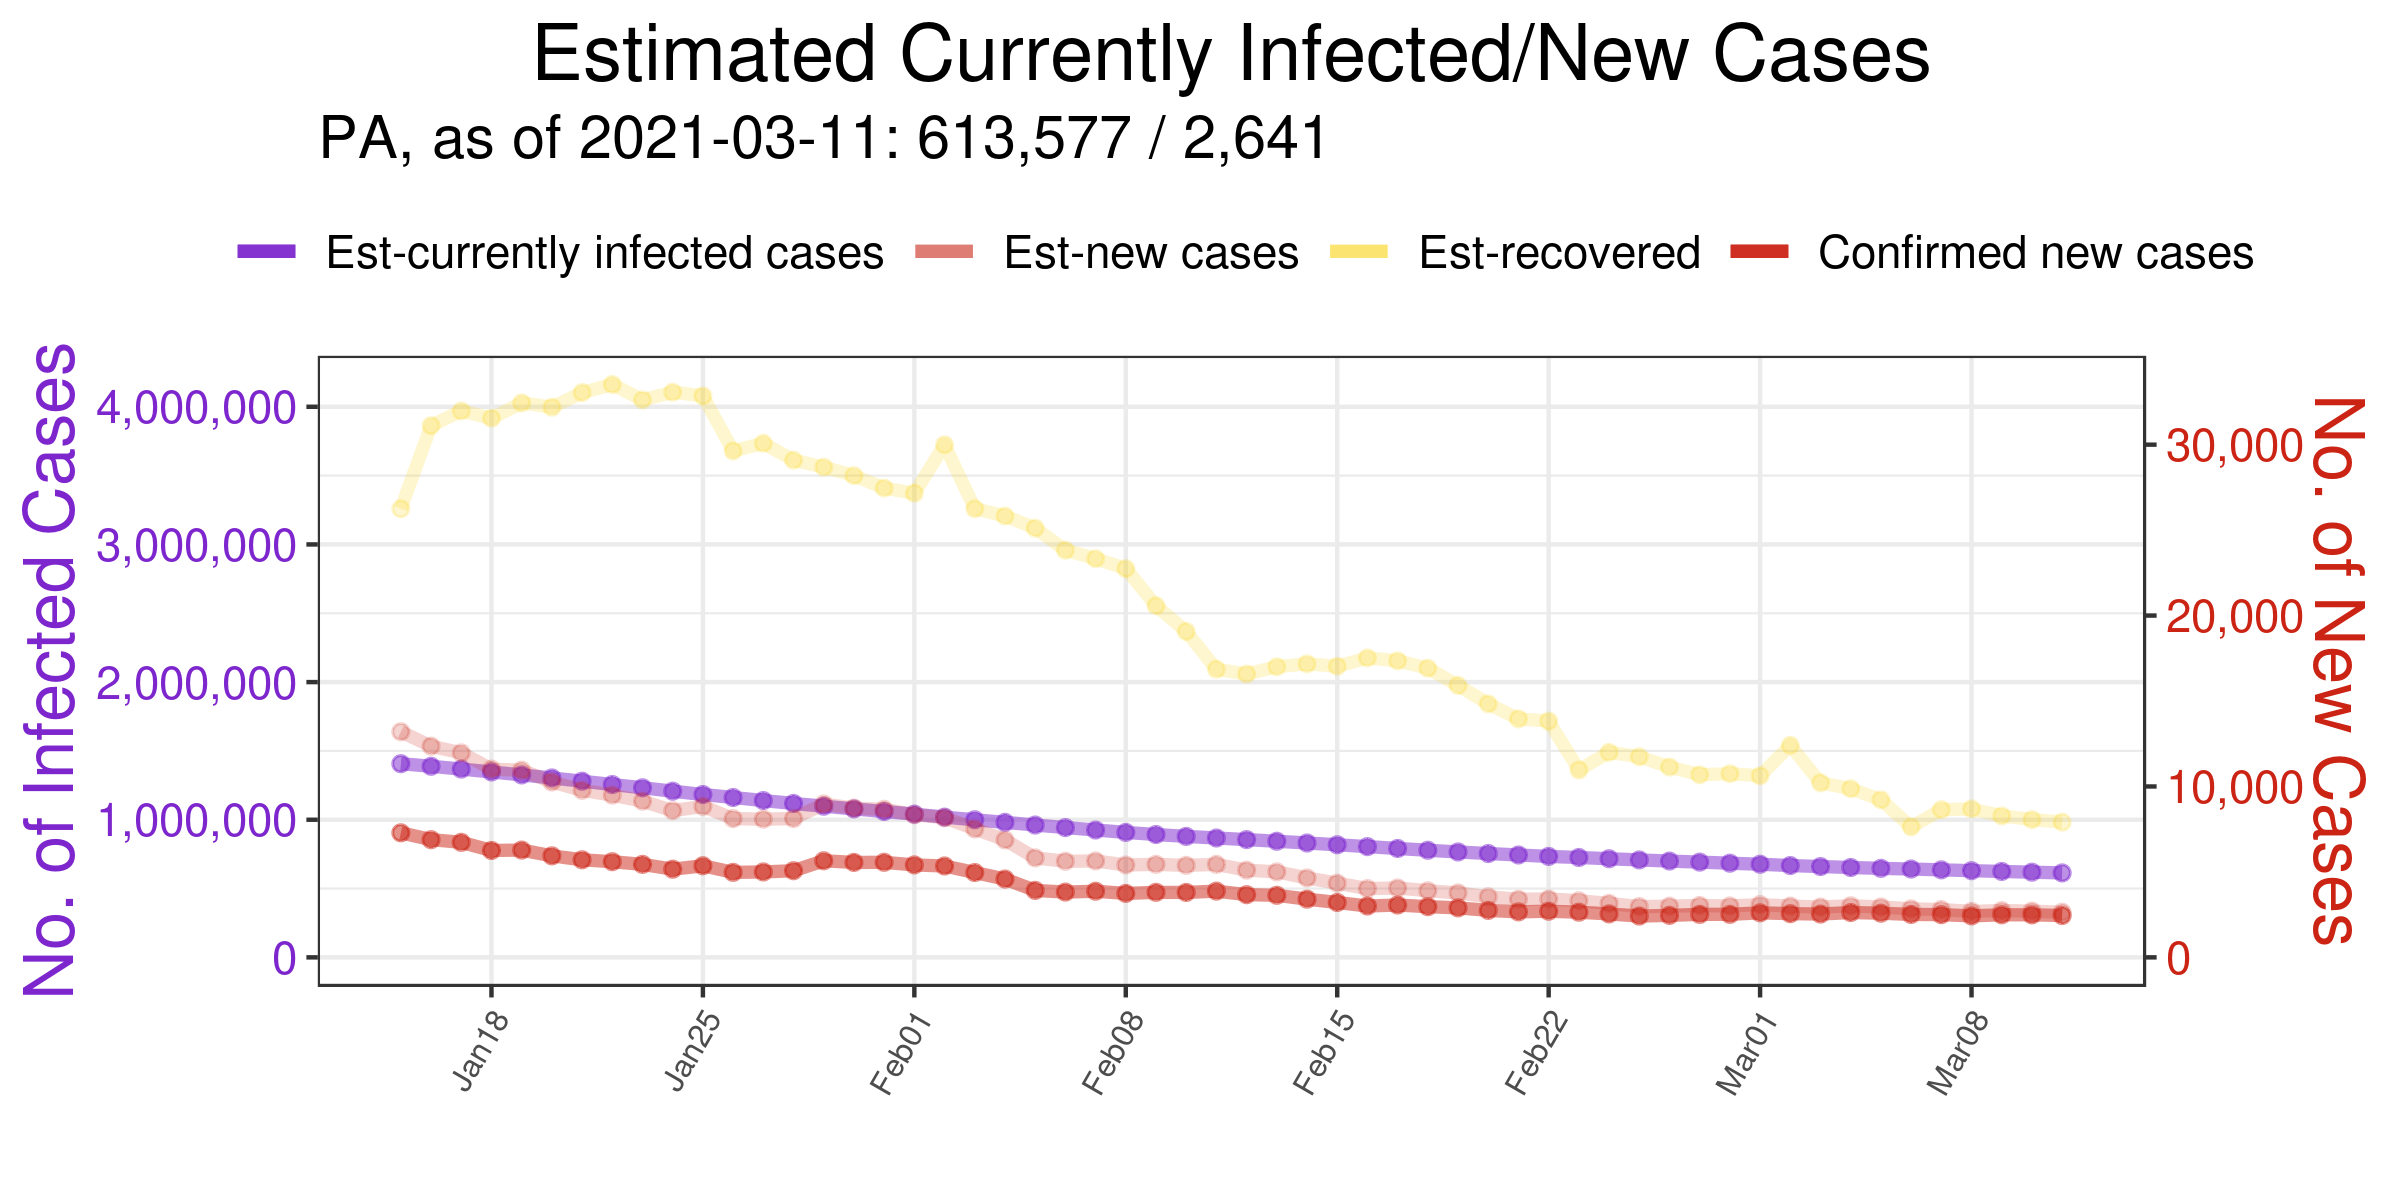 Estimated Currently Infected/New Cases
PA, as of 2021-03-11: 613,577 / 2,641
Est-currently infected cases Est-new cases Est-recovered Confirmed new cases
No. of Infected Cases
4,000,000
3,000,000
2,000,000
1,000,000
0
30,000
20,000
10,000
0
No. of New Cases
Jan18 Jan25 Feb01 Feb08 Feb15 Feb22 Mar01 Mar08